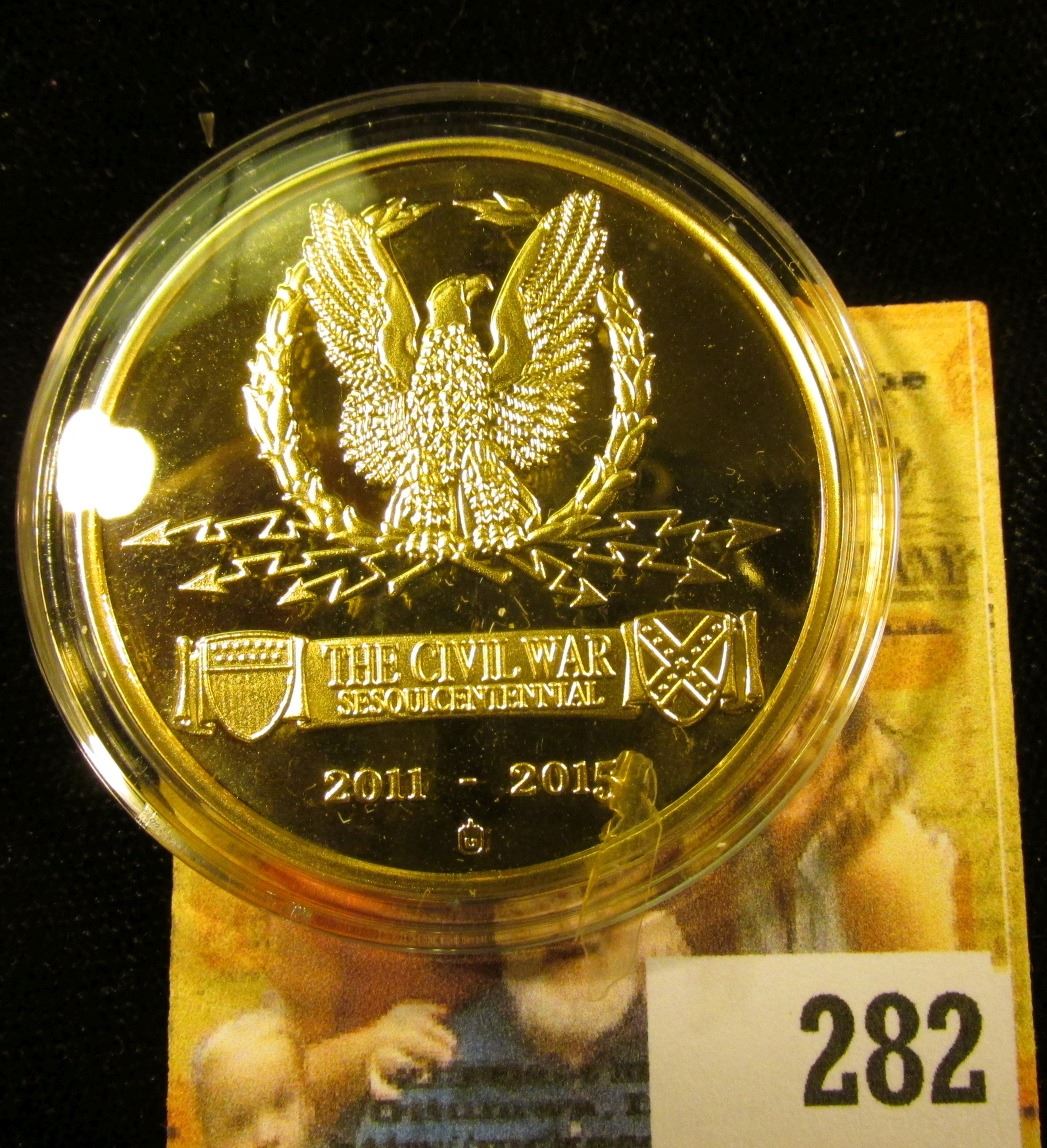 THE CIVIL WAR
SESQUICENTENNIAL
2011 - 2015
282